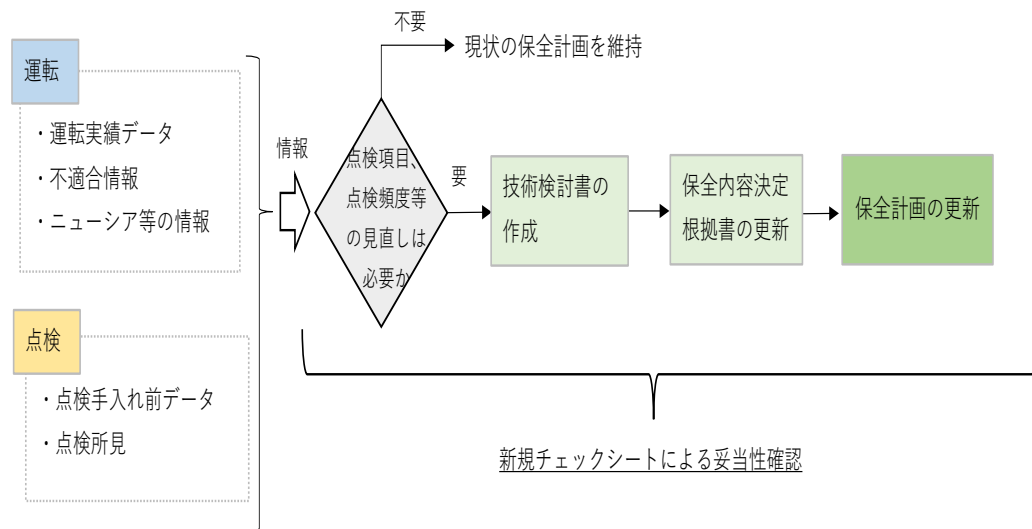 不要
現状の保全計画を維持
運転
・運転実績データ
・不適合情報
・ニューシア等の情報
情報
点検項目、
点検頻度等
の見直しは
必要か
要
技術検討書の
作成
保全内容決定
根拠書の更新
保全計画の更新
点検
・点検手入れ前データ
・点検所見
新規チェックシートによる妥当性確認